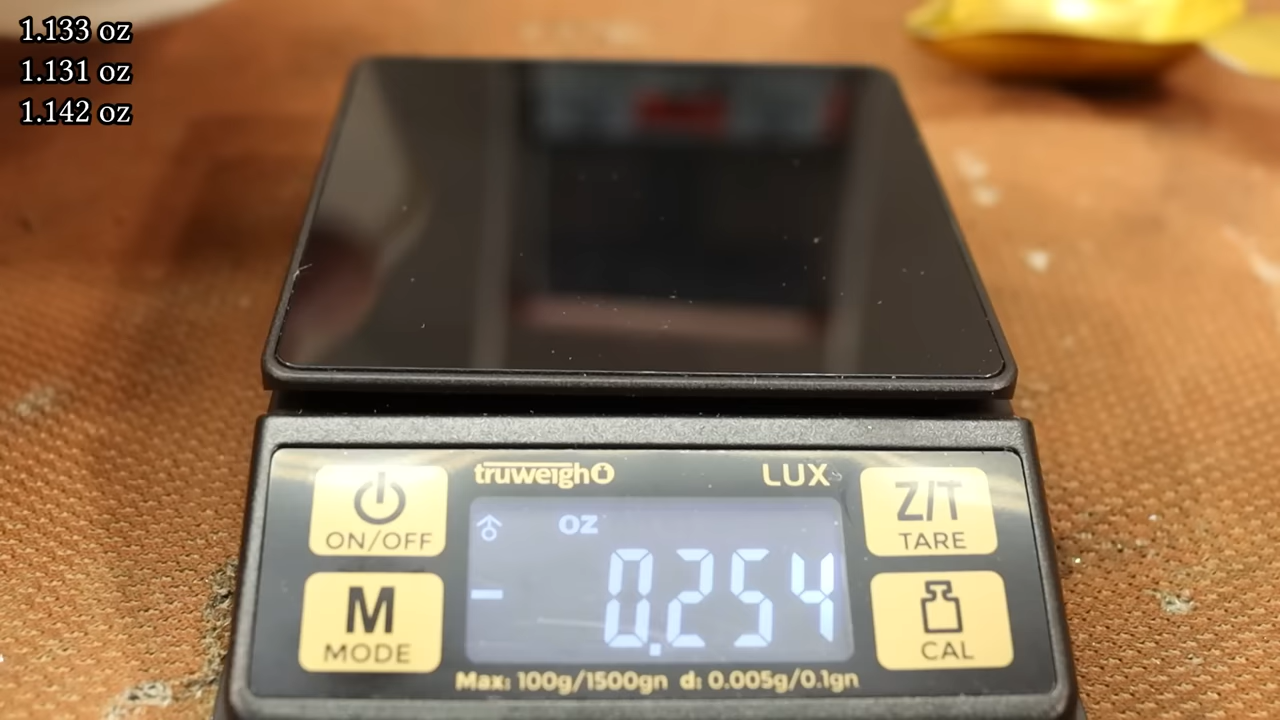 1.133 oz
1.131 oz
1.142 oz
truweigh LUX
ON/OFF
Z/T
TARE
oz
- 0.254
M
MODE
CAL
Max: 100g/1500gn d: 0.005g/0.1gn